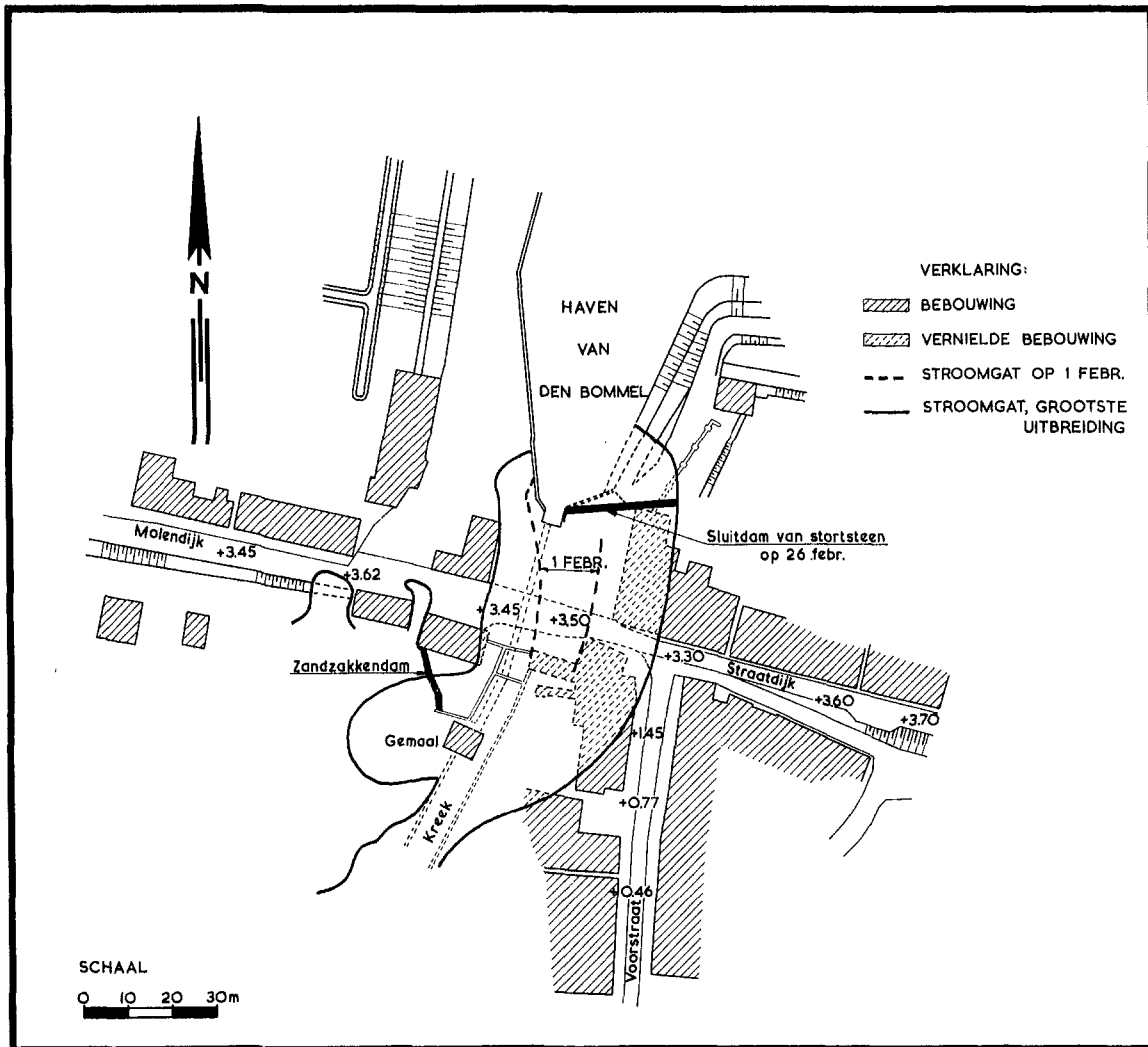 N
HAVEN
VAN
DEN BOMMEL
VERKLARING:
BEBOUWING
VERNIELDE BEBOUWING
STROOMGAT OP 1 FEBR.
STROOMGAT, GROOTSTE
UITBREIDING
Molendijk
+3.45
+3.62
Sluitdam van stortsteen
op 26 febr.
1 FEBR.
+3.45
+3.50
+3.30
Straatdijk
+3.60
+3.70
Zandzakkendam
Gemaal
Kreek
+1.45
+0.77
+0.46
Voorstraat
SCHAAL
0 10 20 30m